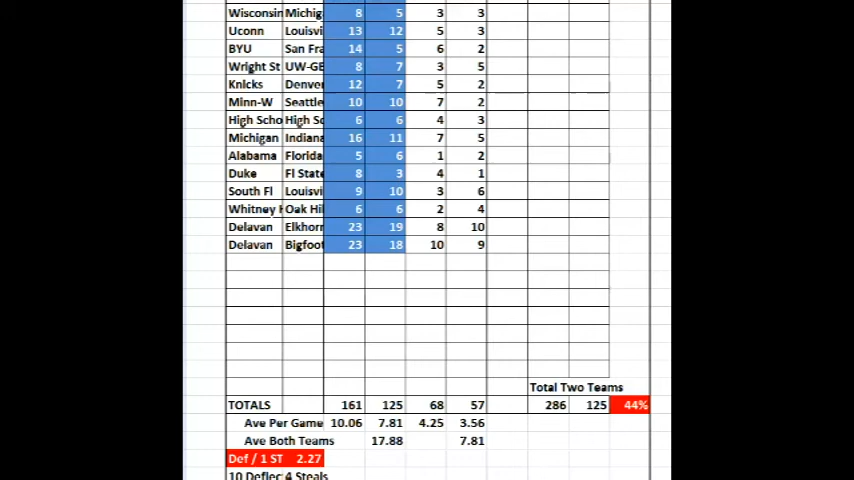 Wisconsin Michig 8 5 3 3
Uconn Louisvi 13 12 5 3
BYU San Fra 14 5 6 2
Wright St UW-GE 8 7 3 5
Knicks Denve 12 7 5 2
Minn-W Seattle 10 10 7 2
High Scho High Sc 6 6 4 3
Michigan Indiana 16 11 7 5
Alabama Florida 5 6 1 2
Duke Fl State 8 3 4 1
South Fl Louisvi 9 10 3 6
Whitney H Oak Hil 6 6 2 4
Delavan Elkhorn 23 19 8 10
Delavan Bigfoot 23 18 10 9
Total Two Teams
TOTALS 161 125 68 57 286 125 44%
Ave Per Game 10.06 7.81 4.25 3.56
Ave Both Teams 17.88 7.81
Def / 1 ST 2.27
10 Deflec 4 Steals